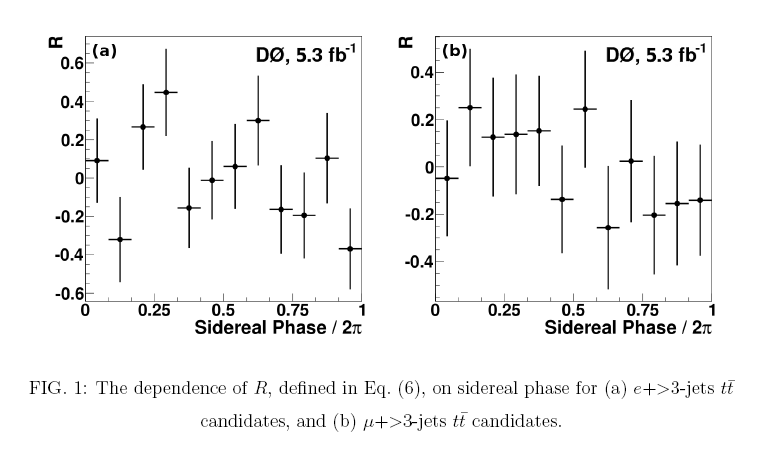 R
(a)
DØ, 5.3 fb⁻¹
0.6
0.4
0.2
0
-0.2
-0.4
-0.6
0 0.25 0.5 0.75 1
Sidereal Phase / 2π
R
(b)
DØ, 5.3 fb⁻¹
0.4
0.2
0
-0.2
-0.4
0 0.25 0.5 0.75 1
Sidereal Phase / 2π
FIG. 1: The dependence of R, defined in Eq. (6), on sidereal phase for (a) e+>3-jets tt̄
candidates, and (b) μ+>3-jets tt̄ candidates.